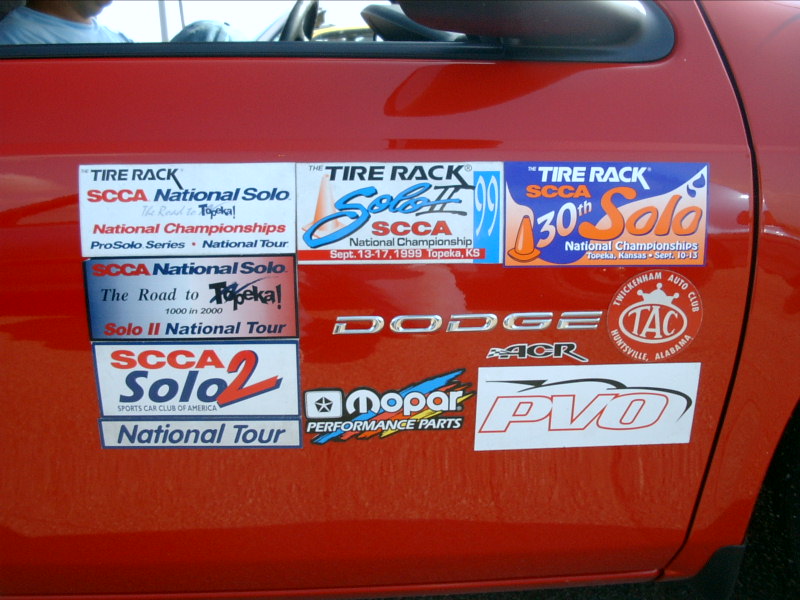 THE TIRE RACK
SCCA National Solo
The Road to Topeka!
National Championships
ProSolo Series • National Tour
THE TIRE RACK®
Solo II
99
SCCA
National Championship
Sept. 13-17, 1999 Topeka, KS
THE TIRE RACK®
SCCA
30th Solo
National Championships
Topeka, Kansas • Sept. 10-13
SCCA National Solo
The Road to Topeka!
1000 in 2000
Solo II National Tour
SCCA
Solo 2
SPORTS CAR CLUB OF AMERICA
National Tour
DODGE
ACR
TWICKENHAM AUTO CLUB
TAC
HUNTSVILLE, ALABAMA
Mopar
PERFORMANCE PARTS
PVO